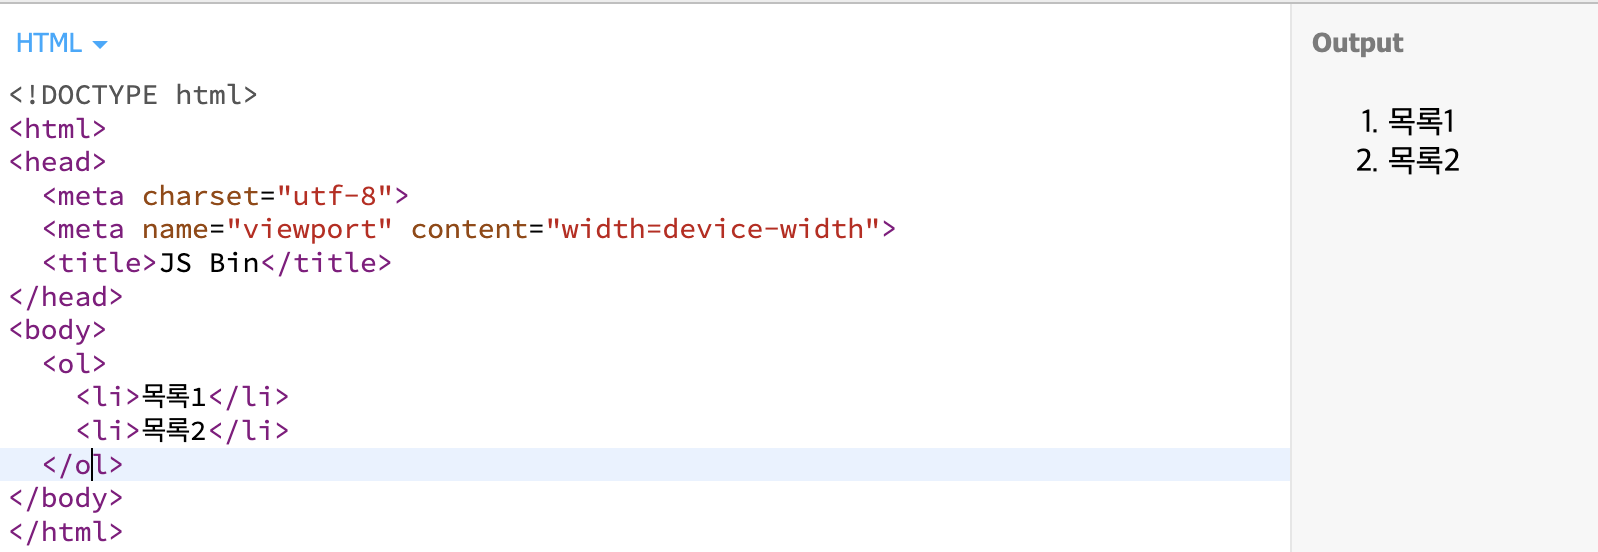 HTML
<!DOCTYPE html>
<html>
<head>
  <meta charset="utf-8">
  <meta name="viewport" content="width=device-width">
  <title>JS Bin</title>
</head>
<body>
  <ol>
    <li>목록1</li>
    <li>목록2</li>
  </ol>
</body>
</html>
Output
1. 목록1
2. 목록2